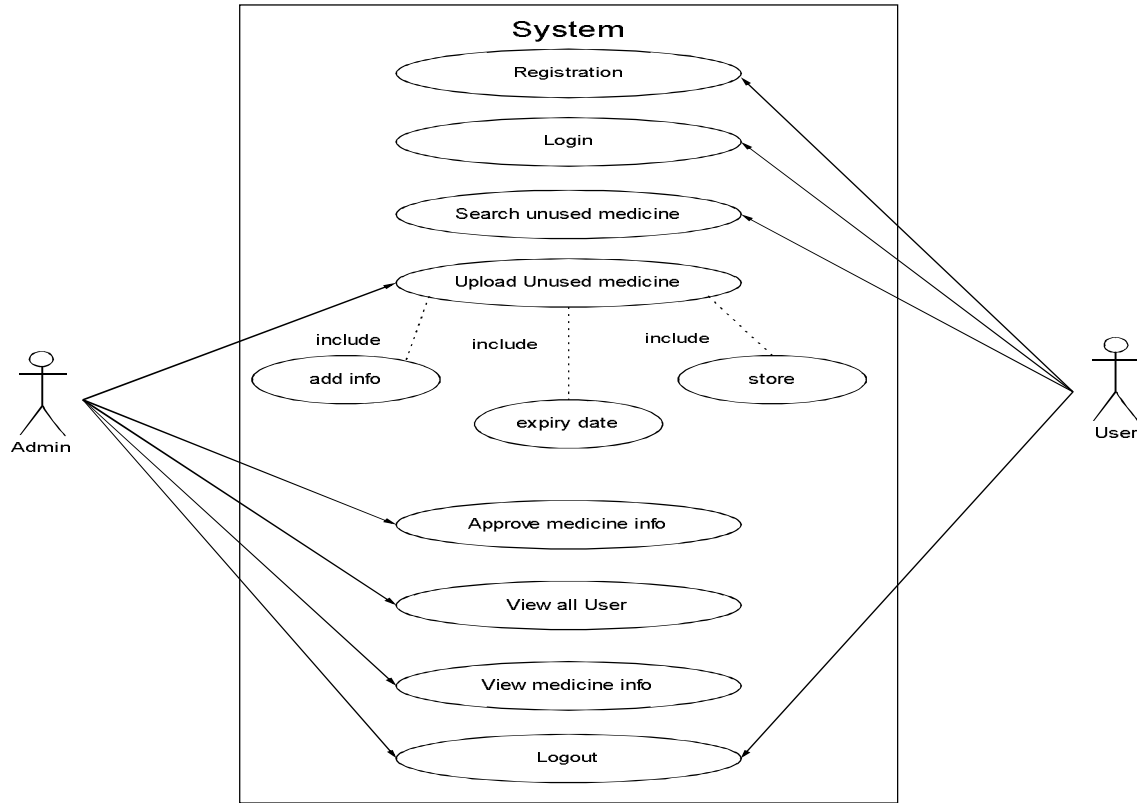 System
Registration
Login
Search unused medicine
Upload Unused medicine
include
include
include
add info
store
expiry date
Admin
User
Approve medicine info
View all User
View medicine info
Logout